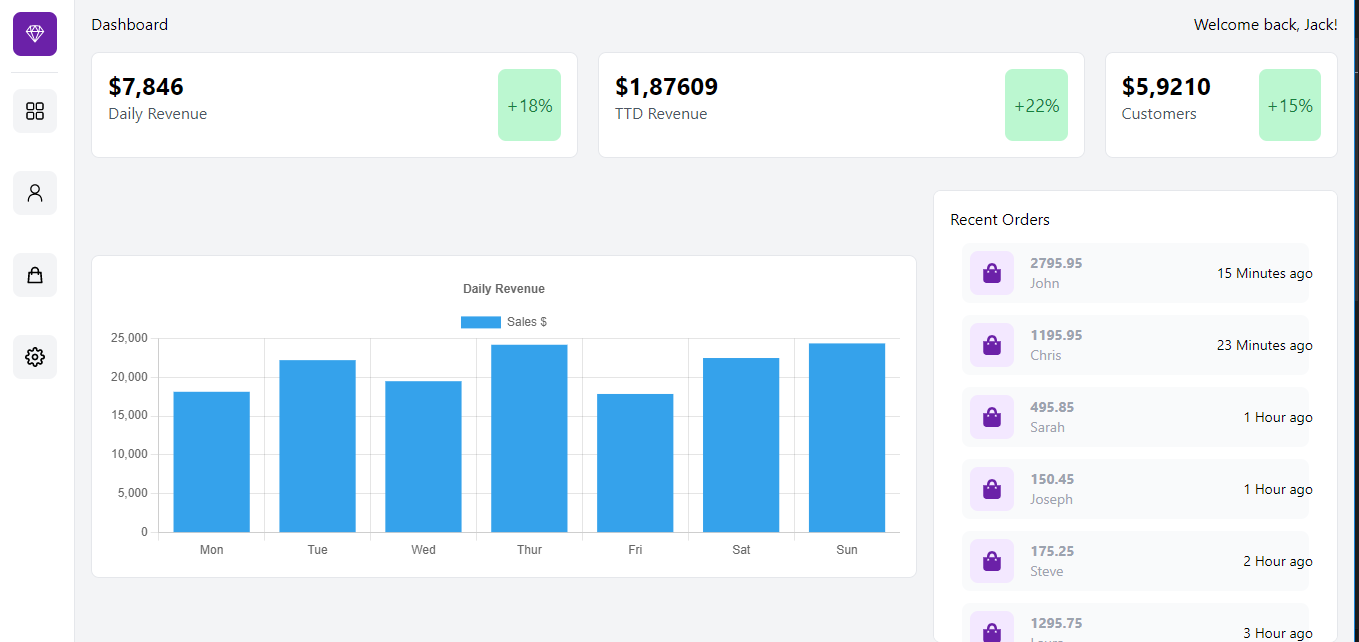 Dashboard
Welcome back, Jack!
$7,846
Daily Revenue
+18%
$1,87609
TTD Revenue
+22%
$5,9210
Customers
+15%
Daily Revenue
Sales $
25,000
20,000
15,000
10,000
5,000
0
Mon Tue Wed Thur Fri Sat Sun
Recent Orders
2795.95
John
15 Minutes ago
1195.95
Chris
23 Minutes ago
495.85
Sarah
1 Hour ago
150.45
Joseph
1 Hour ago
175.25
Steve
2 Hour ago
1295.75
3 Hour ago